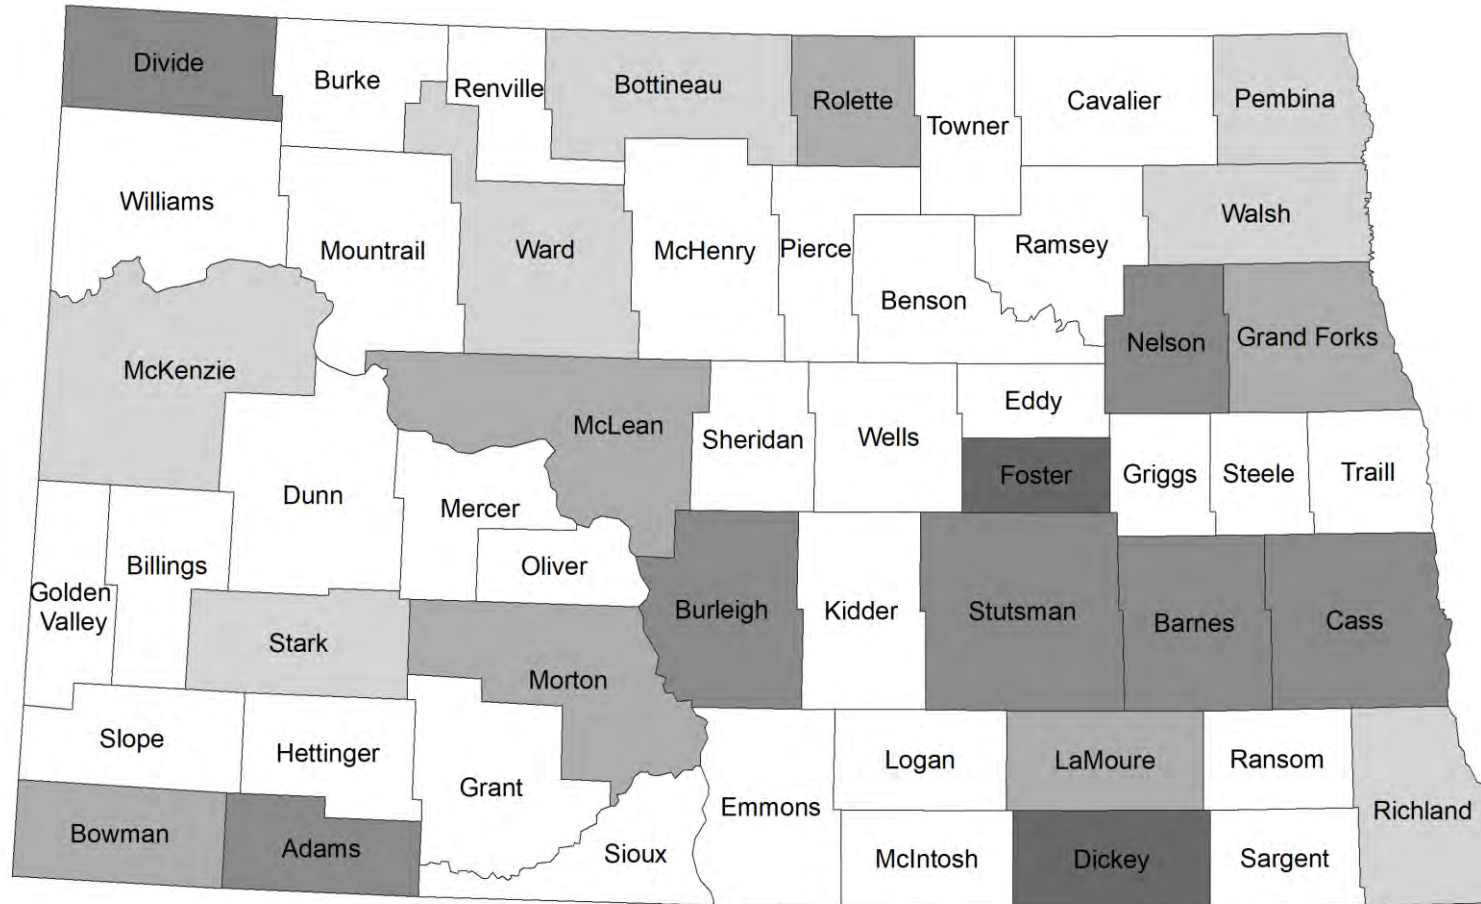 Divide
Burke
Renville
Bottineau
Rolette
Towner
Cavalier
Pembina
Williams
Mountrail
Ward
McHenry
Pierce
Benson
Ramsey
Walsh
McKenzie
Nelson
Grand Forks
Dunn
McLean
Mercer
Oliver
Sheridan
Wells
Eddy
Foster
Griggs
Steele
Traill
Golden
Valley
Billings
Stark
Morton
Burleigh
Kidder
Stutsman
Barnes
Cass
Slope
Hettinger
Grant
Emmons
Logan
LaMoure
Ransom
Richland
Bowman
Adams
Sioux
McIntosh
Dickey
Sargent